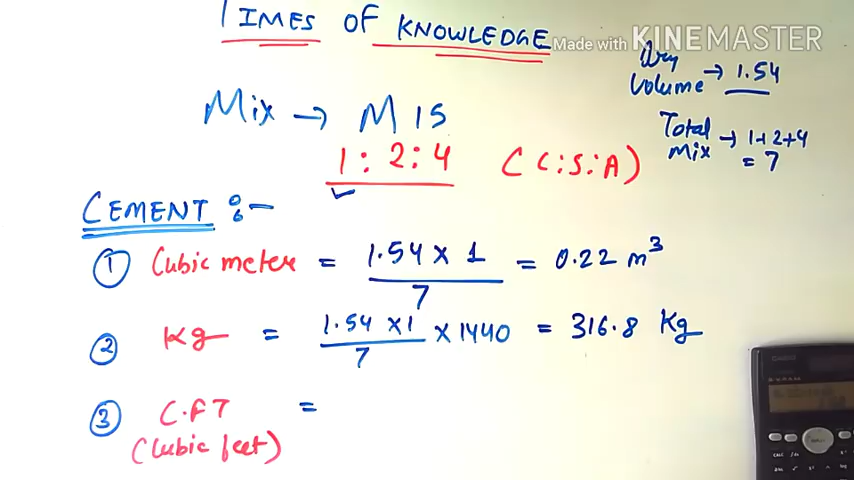 TIMES OF KNOWLEDGE
Made with KINEMASTER
Dry Volume → 1.54
Total Mix → 1+2+4 = 7
Mix → M 15
1 : 2 : 4 (C:S:A)
CEMENT :-
① Cubic meter = 1.54 × 1 / 7 = 0.22 m³
② Kg = 1.54 × 1 / 7 × 1440 = 316.8 Kg
③ C.FT =
(Cubic feet)
CASIO